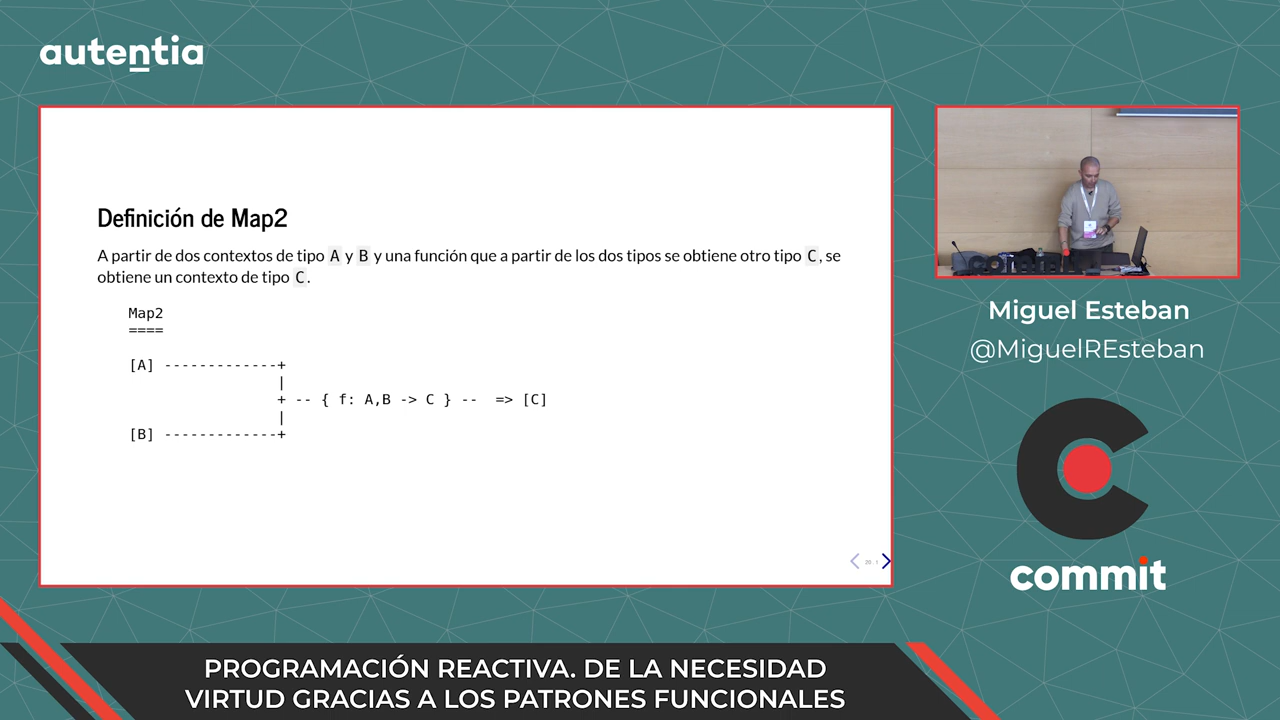 autentia
Definición de Map2
A partir de dos contextos de tipo A y B y una función que a partir de los dos tipos se obtiene otro tipo C, se
obtiene un contexto de tipo C.
Map2
====
[A] -------------+
|
+ -- { f: A,B -> C } --  => [C]
|
[B] -------------+
20
Miguel Esteban
@MiguelREsteban
commit
PROGRAMACIÓN REACTIVA. DE LA NECESIDAD
VIRTUD GRACIAS A LOS PATRONES FUNCIONALES